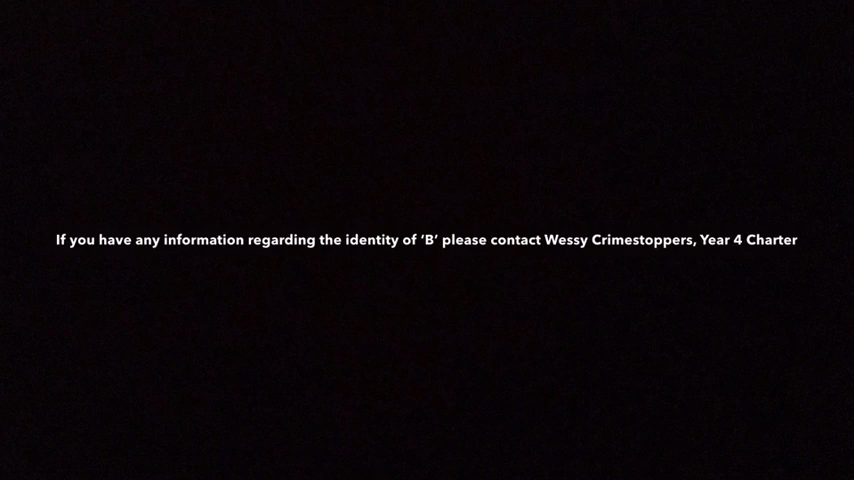 If you have any information regarding the identity of ‘B’ please contact Wessy Crimestoppers, Year 4 Charter